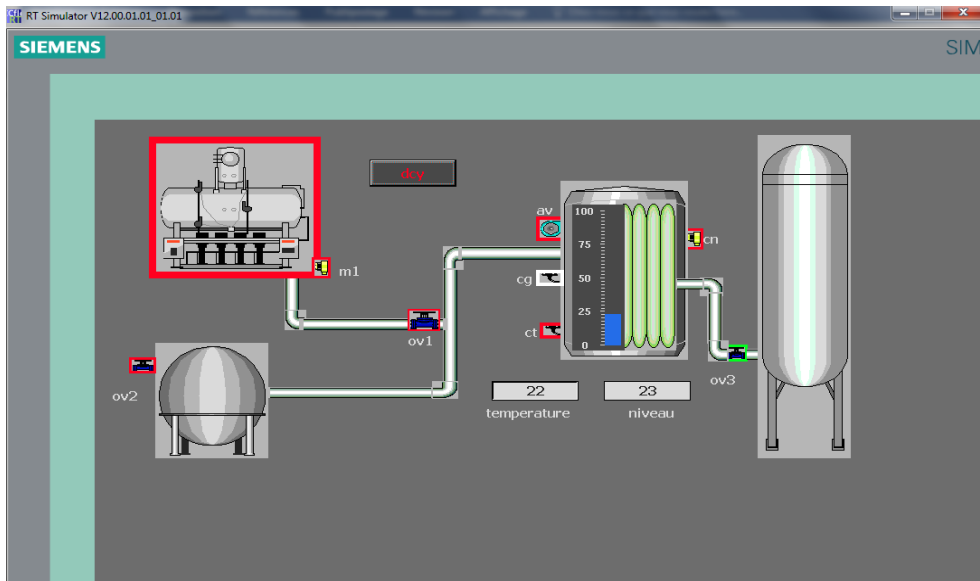 RT Simulator V12.00.01.01_01.01
SIEMENS
SIM
dcy
av
100
75
50
25
0
cn
cg
ct
m1
ov1
ov2
ov3
22
23
temperature
niveau